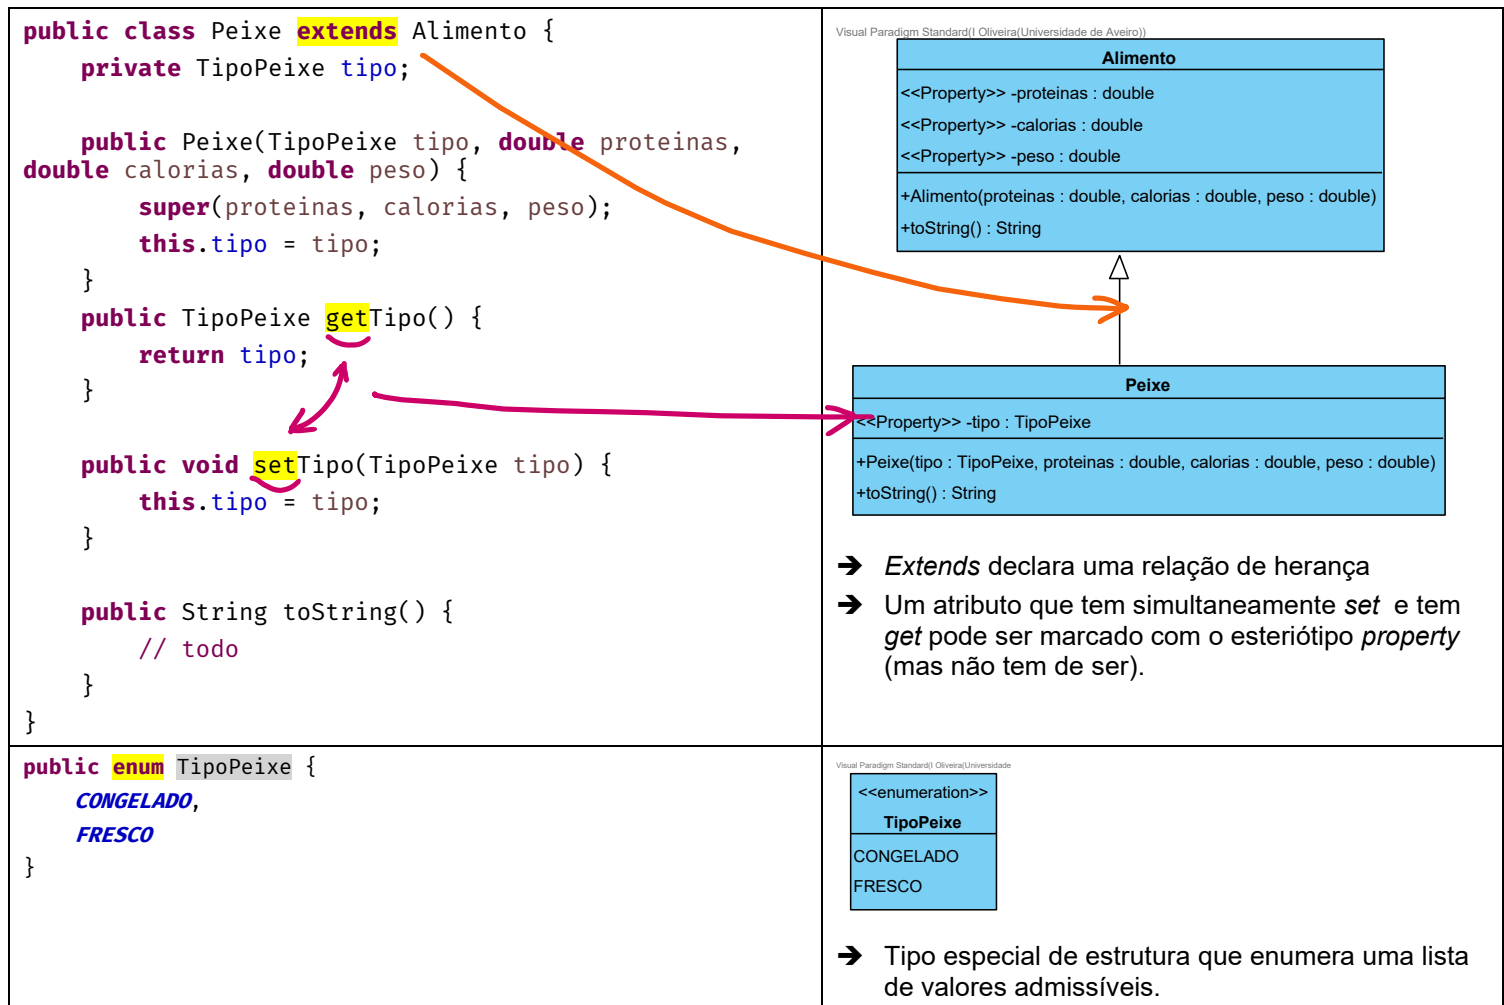 public class Peixe extends Alimento {
private TipoPeixe tipo;
public Peixe(TipoPeixe tipo, double proteinas,
double calorias, double peso) {
super(proteinas, calorias, peso);
this.tipo = tipo;
}
public TipoPeixe getTipo() {
return tipo;
}
public void setTipo(TipoPeixe tipo) {
this.tipo = tipo;
}
public String toString() {
// todo
}
}
Visual Paradigm Standard(I Oliveira(Universidade de Aveiro))
Alimento
<<Property>> -proteinas : double
<<Property>> -calorias : double
<<Property>> -peso : double
+Alimento(proteinas : double, calorias : double, peso : double)
+toString() : String
Peixe
<<Property>> -tipo : TipoPeixe
+Peixe(tipo : TipoPeixe, proteinas : double, calorias : double, peso : double)
+toString() : String
➔ Extends declara uma relação de herança
➔ Um atributo que tem simultaneamente set e tem
get pode ser marcado com o esteriótipo property
(mas não tem de ser).
public enum TipoPeixe {
CONGELADO,
FRESCO
}
Visual Paradigm Standard(I Oliveira(Universidade
<<enumeration>>
TipoPeixe
CONGELADO
FRESCO
➔ Tipo especial de estrutura que enumera uma lista
de valores admissíveis.